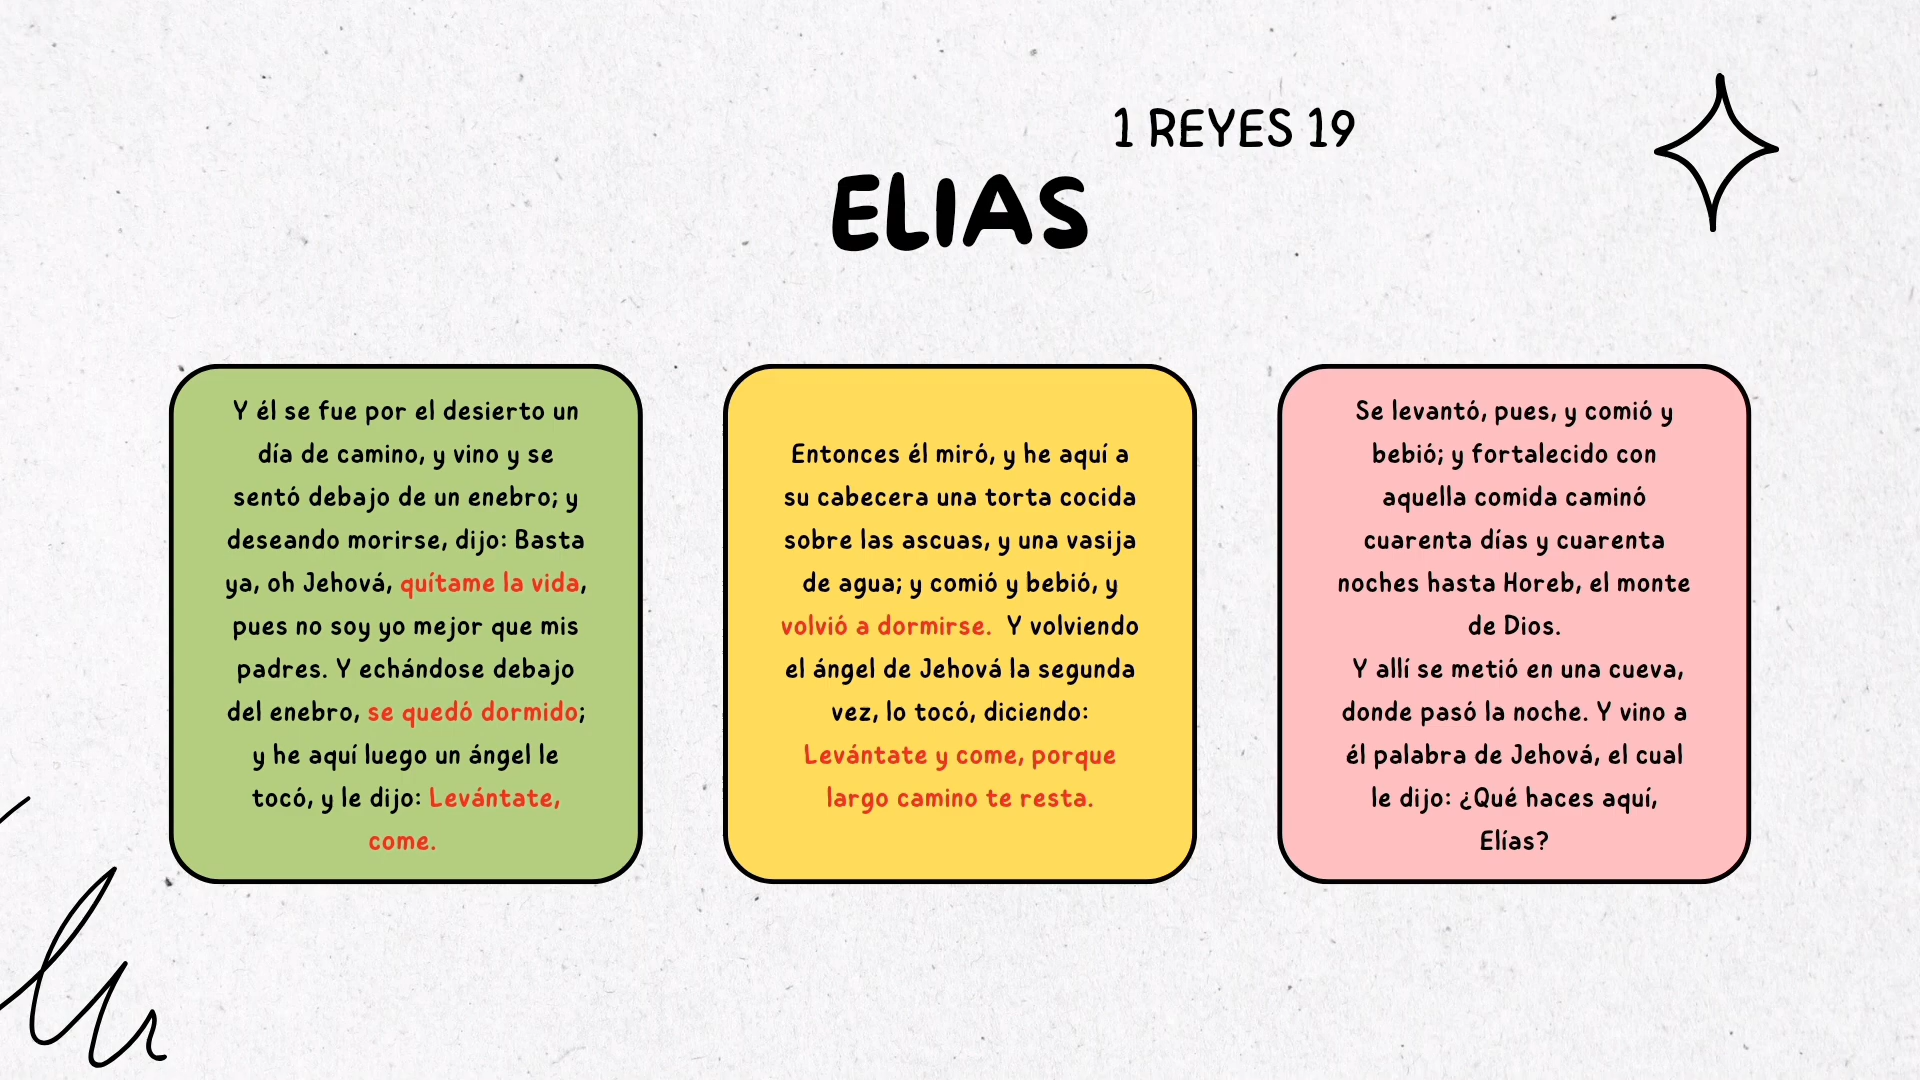 1 REYES 19
ELIAS
Y él se fue por el desierto un
día de camino, y vino y se
sentó debajo de un enebro; y
deseando morirse, dijo: Basta
ya, oh Jehová, quítame la vida,
pues no soy yo mejor que mis
padres. Y echándose debajo
del enebro, se quedó dormido;
y he aquí luego un ángel le
tocó, y le dijo: Levántate,
come.
Entonces él miró, y he aquí a
su cabecera una torta cocida
sobre las ascuas, y una vasija
de agua; y comió y bebió, y
volvió a dormirse. Y volviendo
el ángel de Jehová la segunda
vez, lo tocó, diciendo:
Levántate y come, porque
largo camino te resta.
Se levantó, pues, y comió y
bebió; y fortalecido con
aquella comida caminó
cuarenta días y cuarenta
noches hasta Horeb, el monte
de Dios.
Y allí se metió en una cueva,
donde pasó la noche. Y vino a
él palabra de Jehová, el cual
le dijo: ¿Qué haces aquí,
Elías?